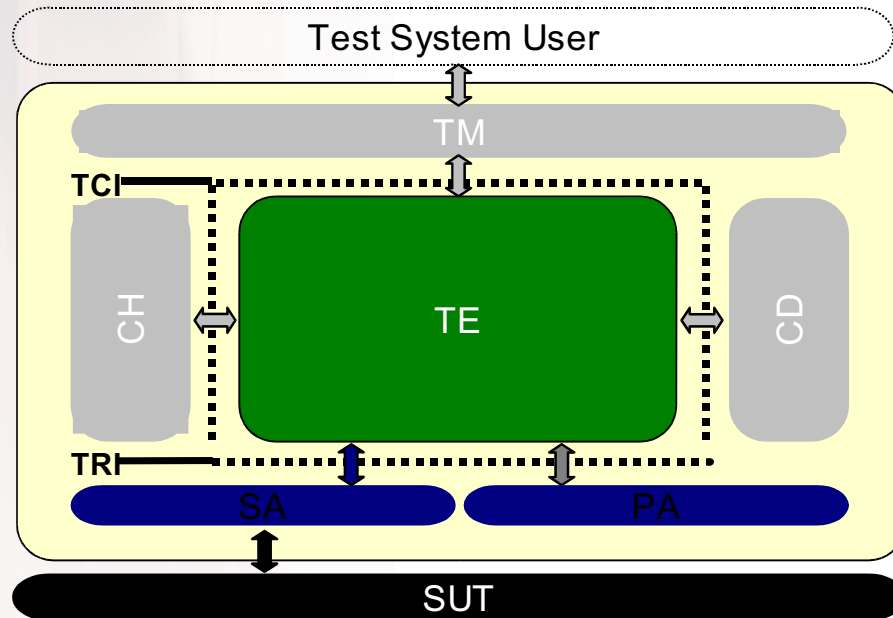 Test System User
TM
TCI
CH
TE
CD
TRI
SA
PA
SUT